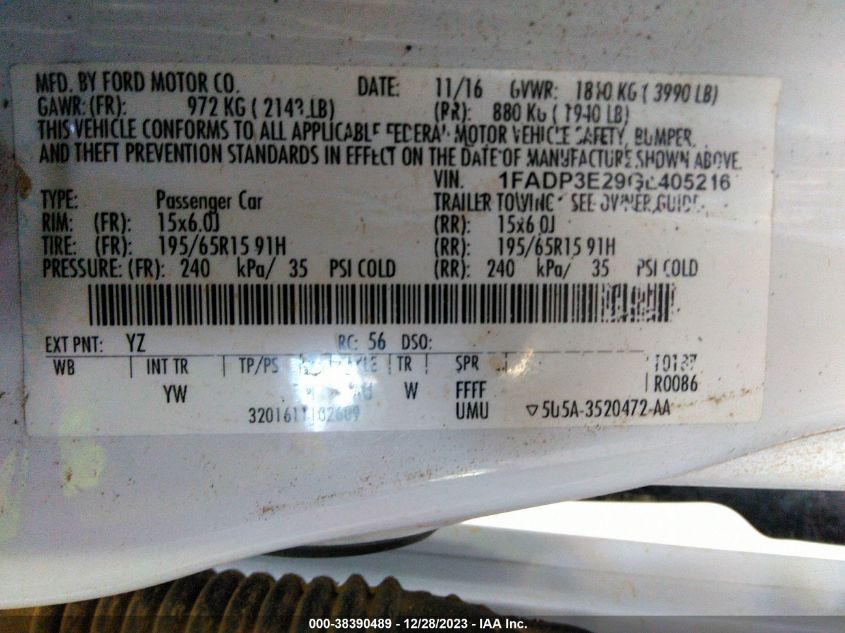 MFD. BY FORD MOTOR CO. DATE: 11/16 GVWR: 1810 KG ( 3990 LB)
GAWR: (FR): 972 KG ( 2143 LB) (RR): 880 KG ( 1940 LB)
THIS VEHICLE CONFORMS TO ALL APPLICABLE FEDERAL MOTOR VEHICLE SAFETY, BUMPER,
AND THEFT PREVENTION STANDARDS IN EFFECT ON THE DATE OF MANUFACTURE SHOWN ABOVE.
VIN. 1FADP3E29GL405216
TYPE: Passenger Car TRAILER TOWING - SEE OWNER GUIDE
RIM: (FR): 15x6.0J (RR): 15x6.0J
TIRE: (FR): 195/65R15 91H (RR): 195/65R15 91H
PRESSURE: (FR): 240 kPa/ 35 PSI COLD (RR): 240 kPa/ 35 PSI COLD
EXT PNT: YZ RC: 56 DSO:
WB INT TR TP/PS AXLE TR SPR
YW W FFFF R0086
UMU ▽5U5A-3520472-AA
000-38390489 - 12/28/2023 - IAA Inc.